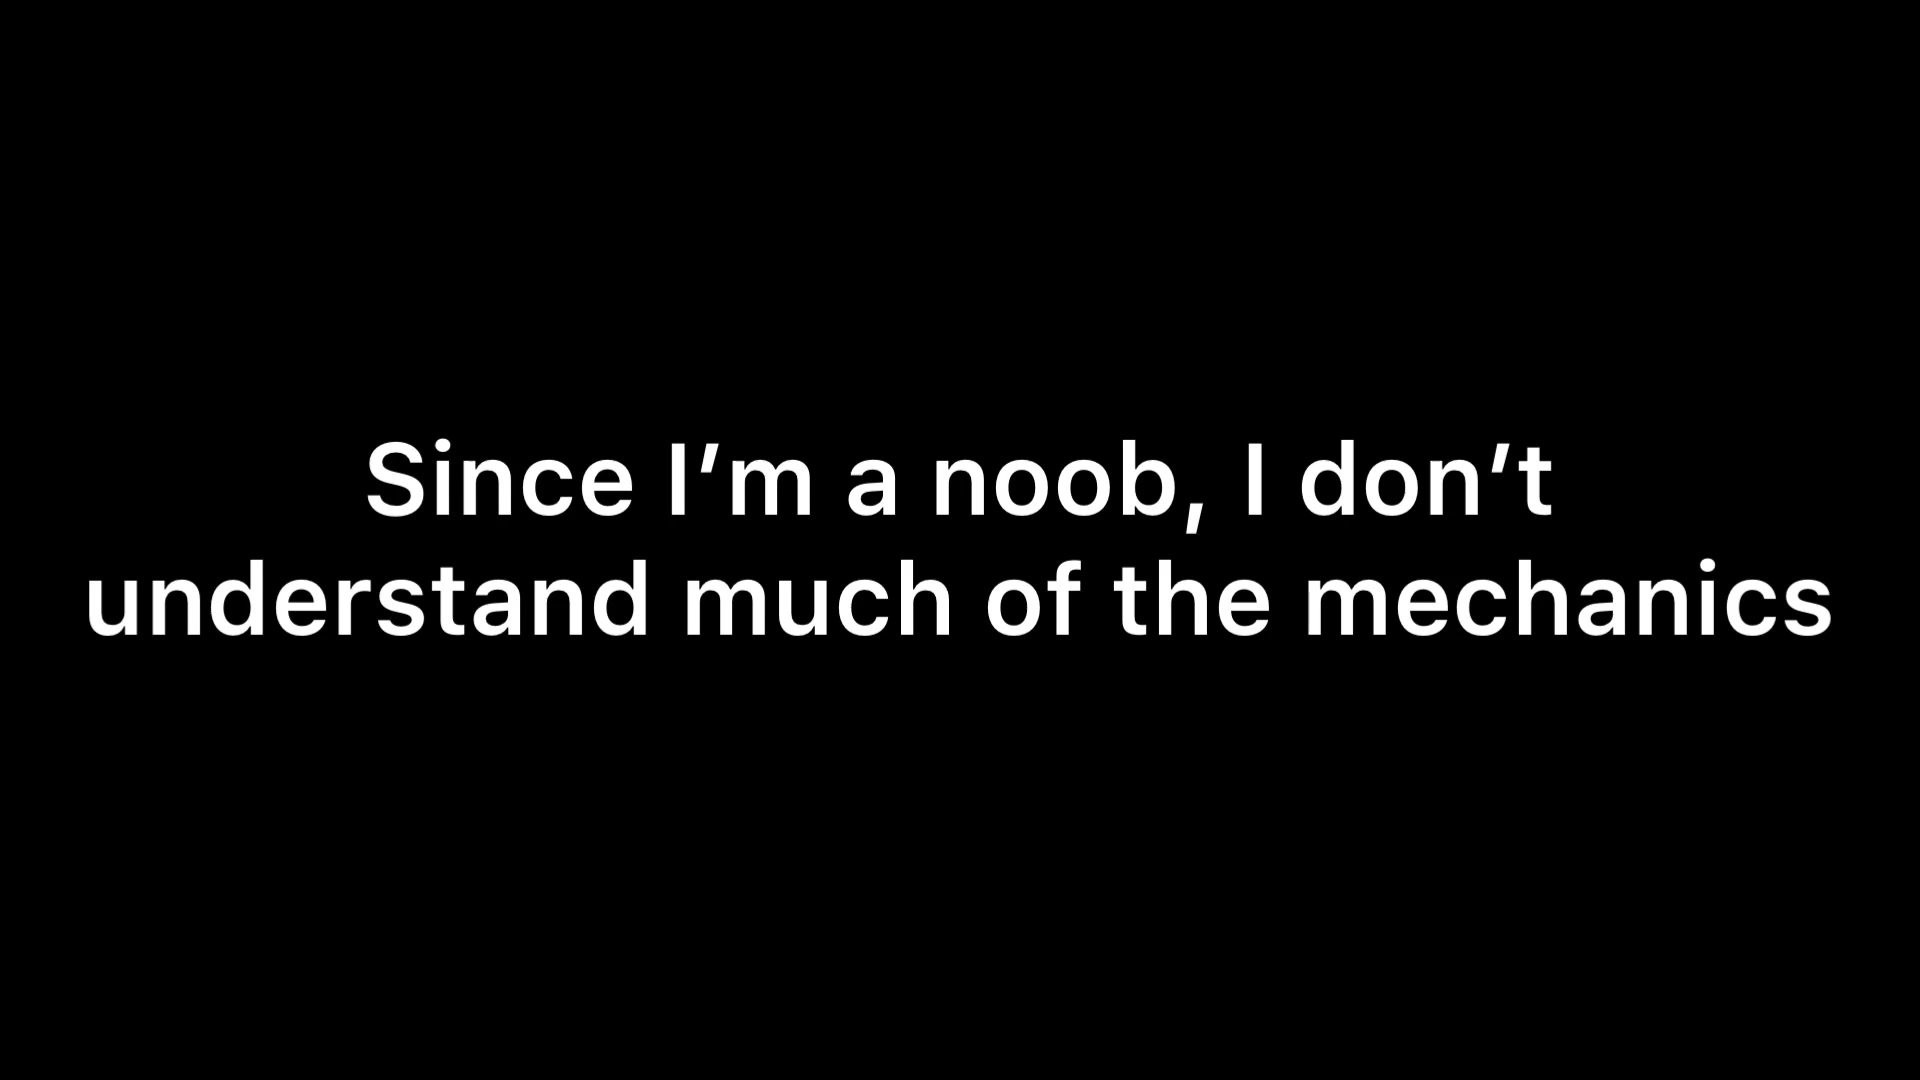 Since I’m a noob, I don’t
understand much of the mechanics